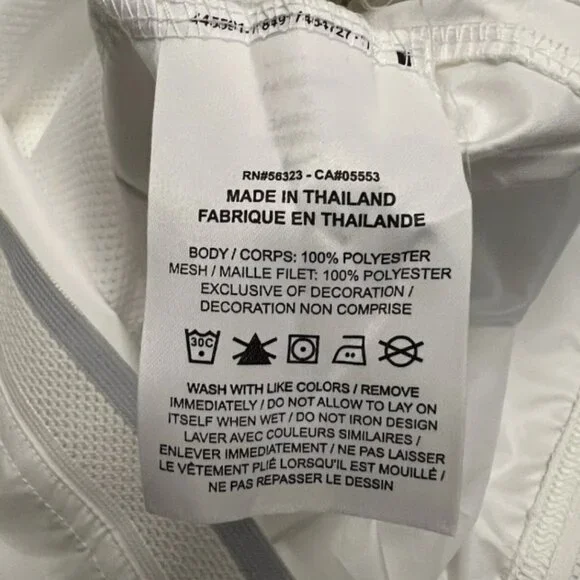 RN#56323 - CA#05553
MADE IN THAILAND
FABRIQUE EN THAILANDE
BODY / CORPS: 100% POLYESTER
MESH / MAILLE FILET: 100% POLYESTER
EXCLUSIVE OF DECORATION /
DECORATION NON COMPRISE
30C
WASH WITH LIKE COLORS / REMOVE
IMMEDIATELY / DO NOT ALLOW TO LAY ON
ITSELF WHEN WET / DO NOT IRON DESIGN
LAVER AVEC COULEURS SIMILAIRES /
ENLEVER IMMEDIATEMENT / NE PAS LAISSER
LE VÊTEMENT PLIÉ LORSQU'IL EST MOUILLÉ /
NE PAS REPASSER LE DESSIN